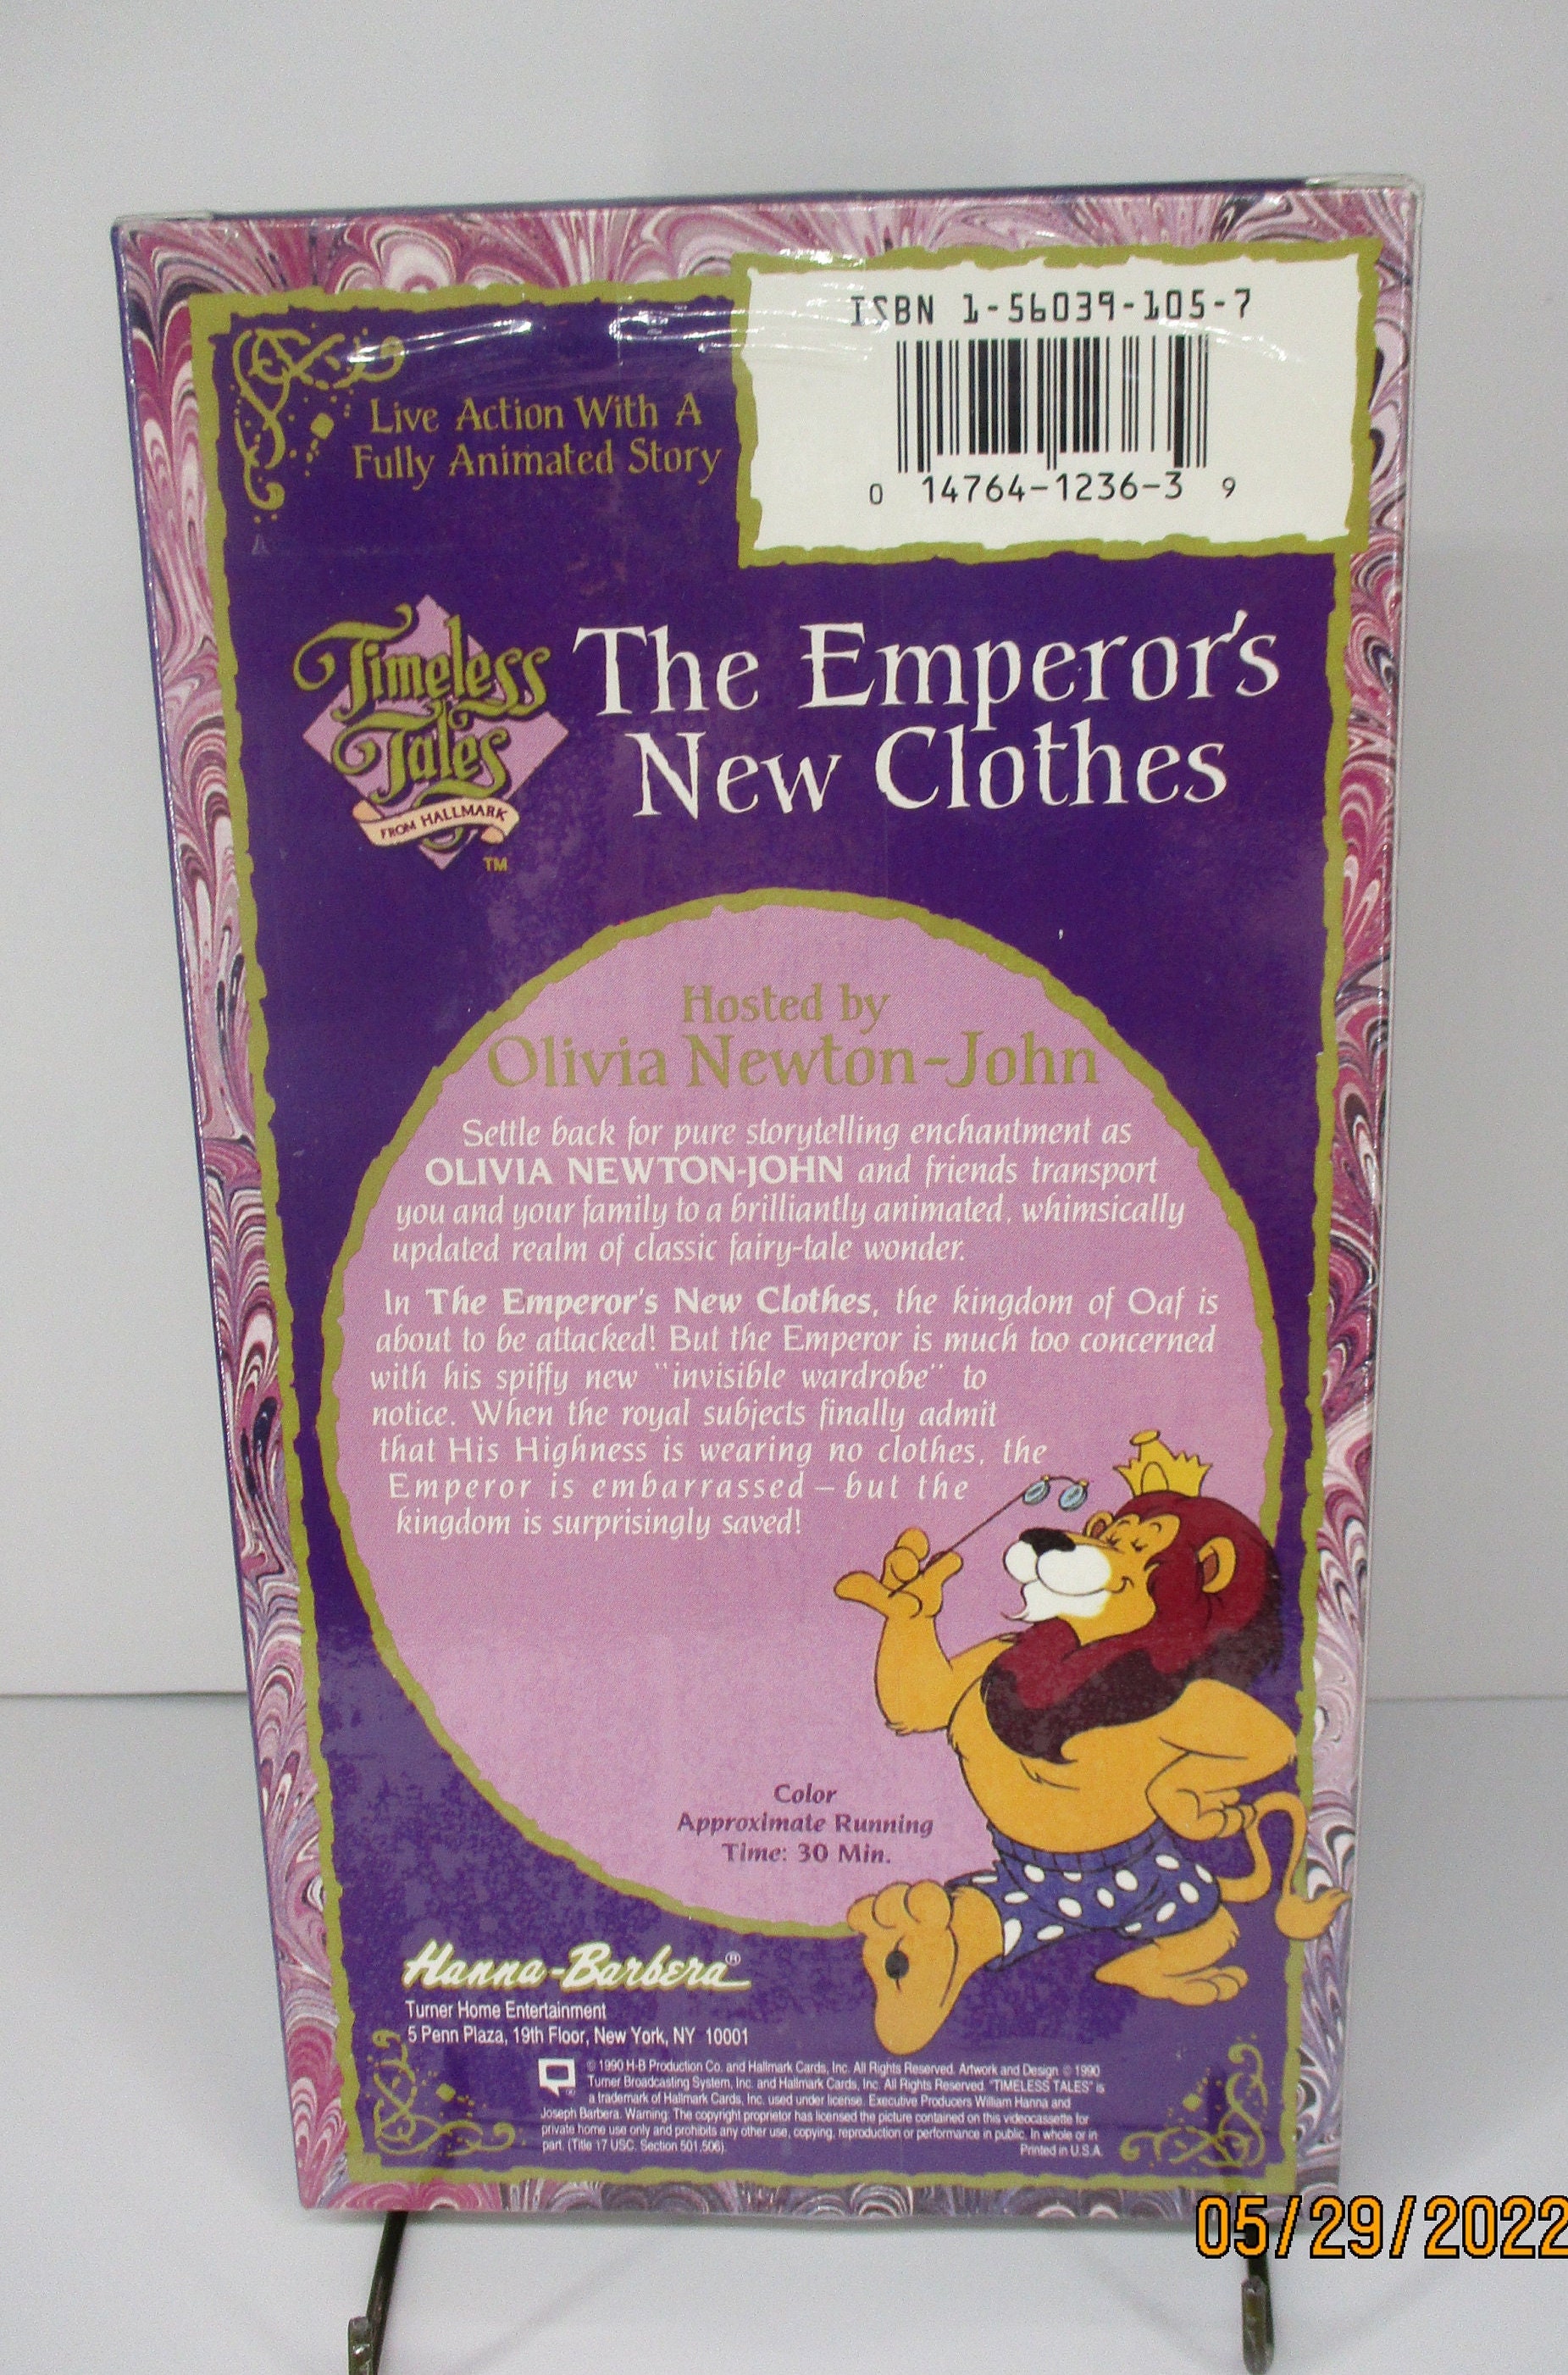 ISBN 1-56039-105-7
0 14764-1236-3 9
Live Action With A
Fully Animated Story
Timeless
Tales
FROM HALLMARK
TM
The Emperor's
New Clothes
Hosted by
Olivia Newton-John
Settle back for pure storytelling enchantment as
OLIVIA NEWTON-JOHN and friends transport
you and your family to a brilliantly animated, whimsically
updated realm of classic fairy-tale wonder.
In The Emperor's New Clothes, the kingdom of Oaf is
about to be attacked! But the Emperor is much too concerned
with his spiffy new "invisible wardrobe" to
notice. When the royal subjects finally admit
that His Highness is wearing no clothes, the
Emperor is embarrassed – but the
kingdom is surprisingly saved!
Color
Approximate Running
Time: 30 Min.
Hanna-Barbera®
Turner Home Entertainment
5 Penn Plaza, 19th Floor, New York, NY 10001
© 1990 H-B Production Co. and Hallmark Cards, Inc. All Rights Reserved. Artwork and Design © 1990
Turner Broadcasting System, Inc. and Hallmark Cards, Inc. All Rights Reserved. "TIMELESS TALES" is
a trademark of Hallmark Cards, Inc. used under license. Executive Producers William Hanna and
Joseph Barbera. Warning: The copyright proprietor has licensed the picture contained on this videocassette for
private home use only and prohibits any other use, copying, reproduction or performance in public. In whole or in
part. (Title 17 USC. Section 501,506). Printed in U.S.A.
05/29/2022